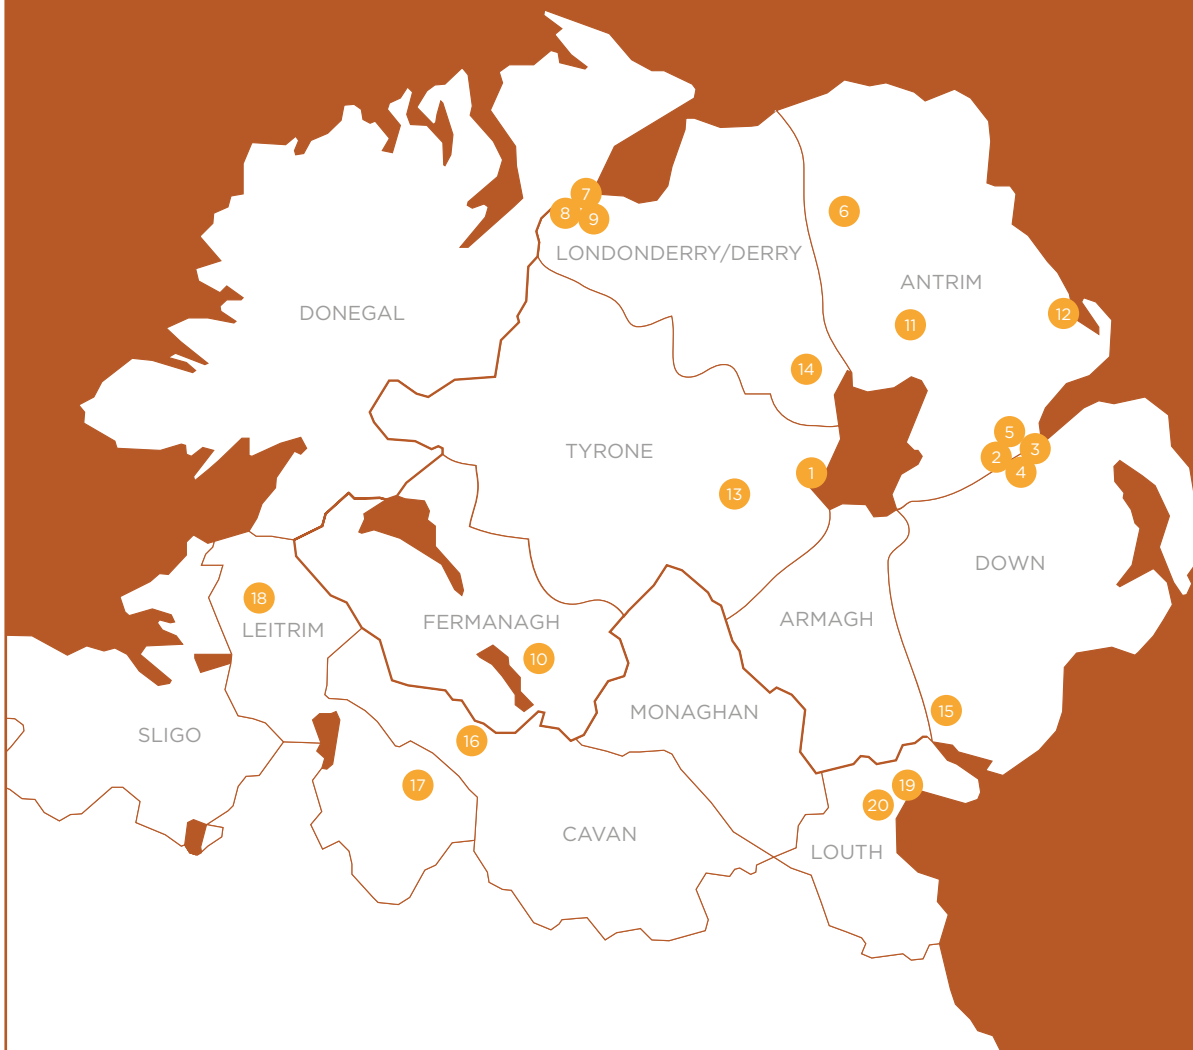 7
8
9
6
LONDONDERRY/DERRY
ANTRIM
DONEGAL
12
11
14
5
3
TYRONE
2
4
1
13
DOWN
18
FERMANAGH
ARMAGH
LEITRIM
10
MONAGHAN
15
SLIGO
16
17
19
20
CAVAN
LOUTH